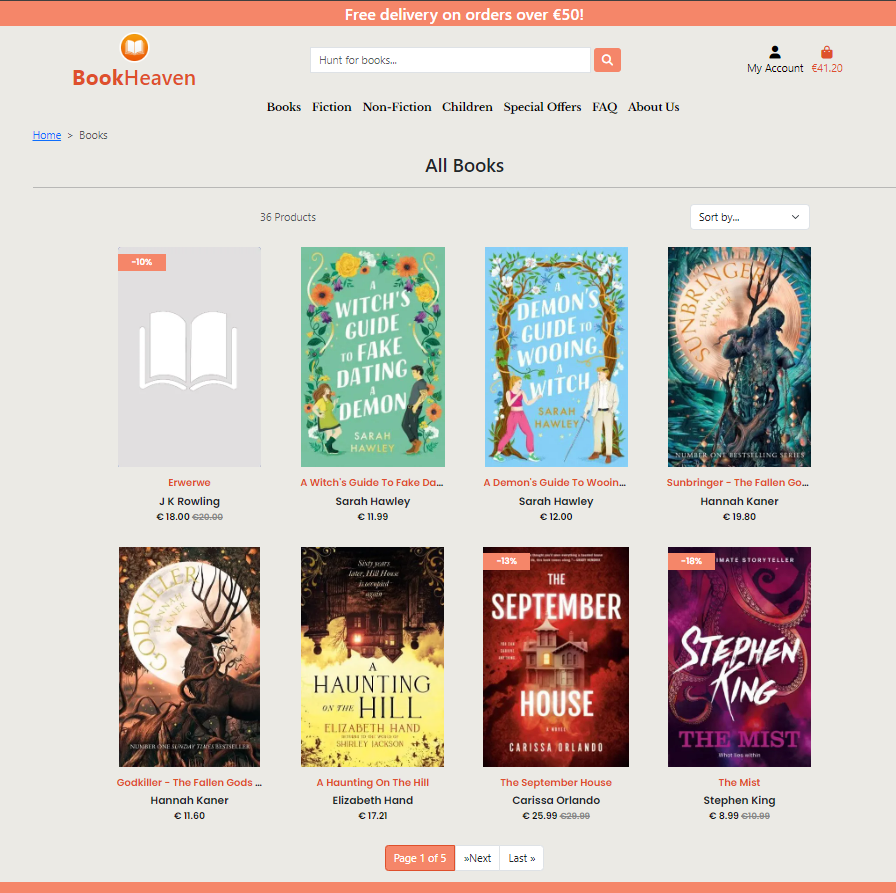 Free delivery on orders over €50!
BookHeaven
Hunt for books...
My Account €41.20
Books Fiction Non-Fiction Children Special Offers FAQ About Us
Home > Books
All Books
36 Products
Sort by...
-10%
A
WITCH'S
GUIDE
TO FAKE
DATING
A
DEMON
SARAH
HAWLEY
A
DEMON'S
GUIDE TO
WOOING
A
WITCH
SARAH
HAWLEY
SUNBRINGER
HANNAH
KANER
NUMBER ONE BESTSELLING SERIES
Erwerwe
J K Rowling
€ 18.00 €20.00
A Witch's Guide To Fake Da...
Sarah Hawley
€ 11.99
A Demon's Guide To Wooin...
Sarah Hawley
€ 12.00
Sunbringer - The Fallen Go...
Hannah Kaner
€ 19.80
GODKILLER
HANNAH
KANER
NUMBER ONE SUNDAY TIMES BESTSELLER
Sixty years
later, Hill House
is occupied
again
A
HAUNTING
ON THE HILL
ELIZABETH HAND
SHIRLEY JACKSON
-13%
THE
SEPTEMBER
HOUSE
A NOVEL
CARISSA ORLANDO
-18%
IMATE STORYTELLER
STEPHEN
KING
THE MIST
What lies within
Godkiller - The Fallen Gods ...
Hannah Kaner
€ 11.60
A Haunting On The Hill
Elizabeth Hand
€ 17.21
The September House
Carissa Orlando
€ 25.99 €29.99
The Mist
Stephen King
€ 8.99 €10.99
Page 1 of 5 »Next Last »